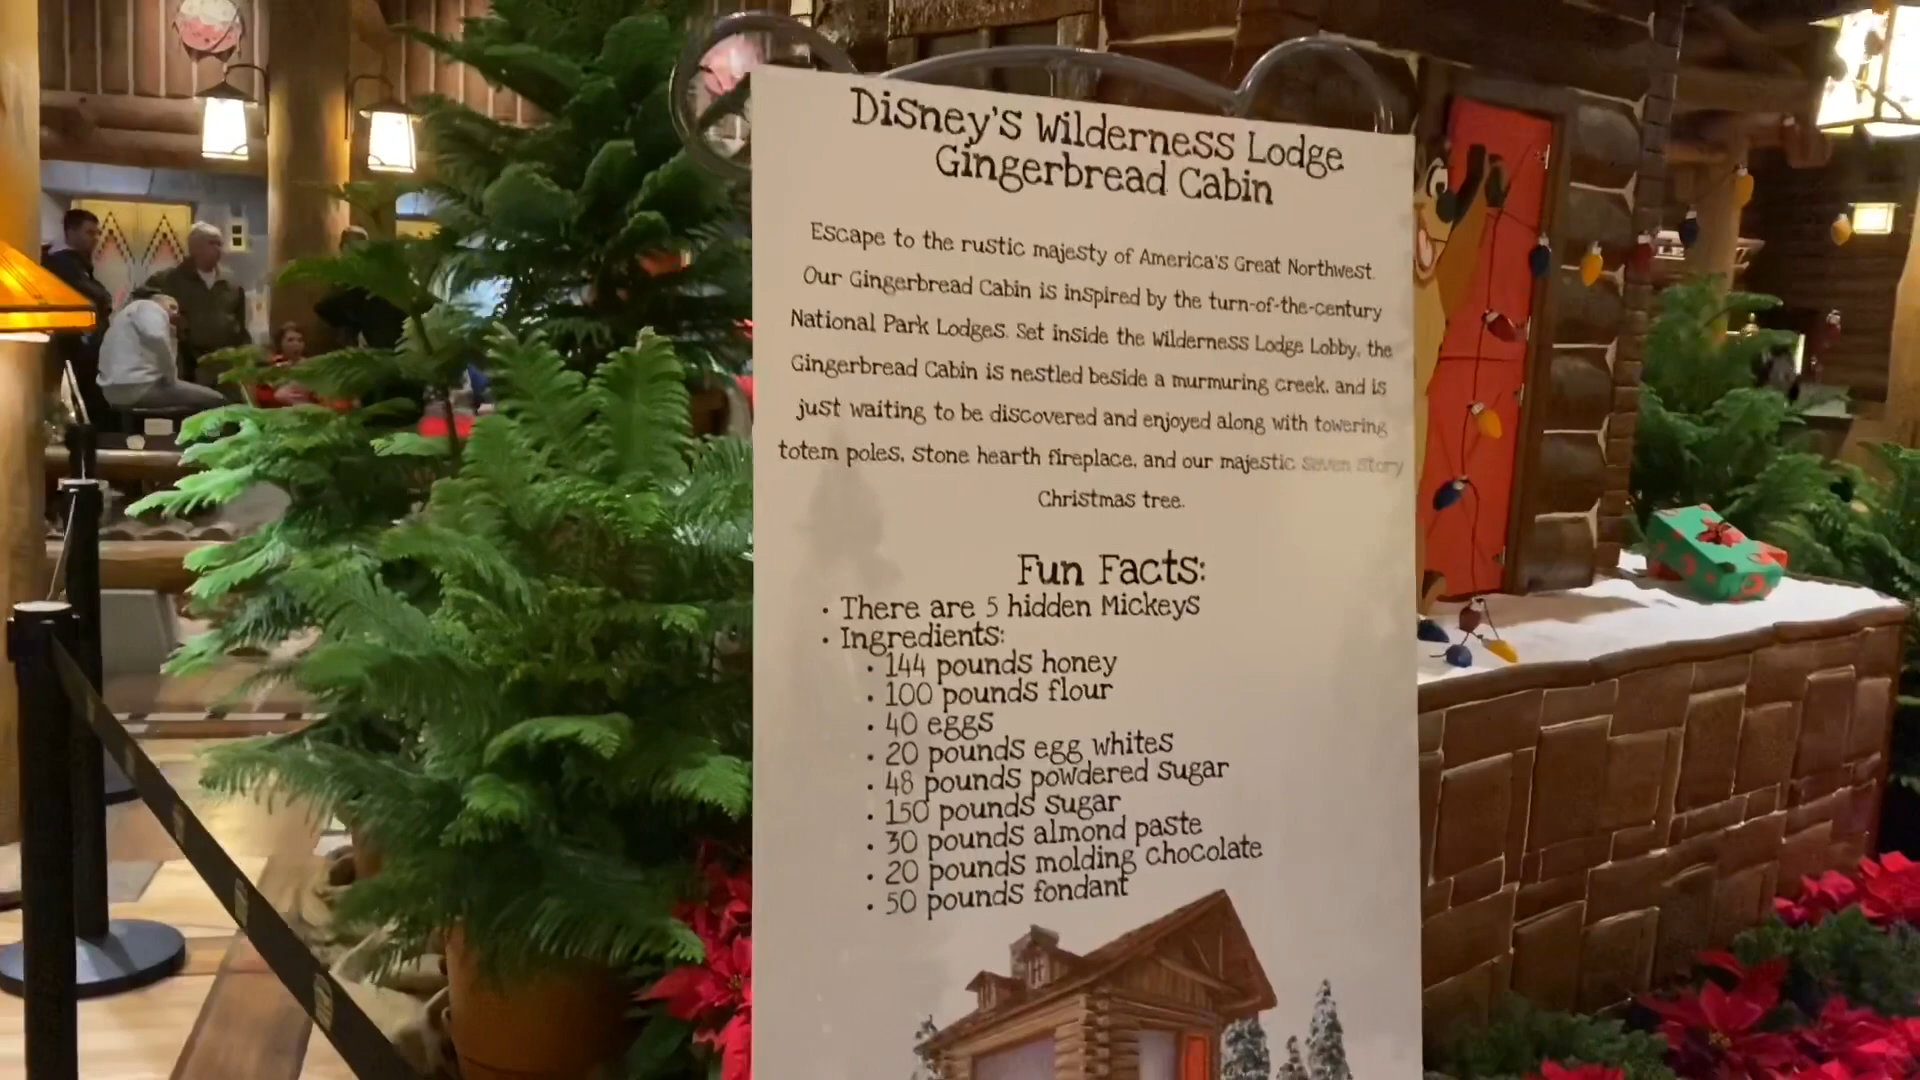 Disney's Wilderness Lodge
Gingerbread Cabin
Escape to the rustic majesty of America's Great Northwest.
Our Gingerbread Cabin is inspired by the turn-of-the-century
National Park Lodges. Set inside the Wilderness Lodge Lobby, the
Gingerbread Cabin is nestled beside a murmuring creek, and is
just waiting to be discovered and enjoyed along with towering
totem poles, stone hearth fireplace, and our majestic seven story
Christmas tree.
Fun Facts:
• There are 5 hidden Mickeys
• Ingredients:
• 144 pounds honey
• 100 pounds flour
• 40 eggs
• 20 pounds egg whites
• 48 pounds powdered sugar
• 150 pounds sugar
• 30 pounds almond paste
• 20 pounds molding chocolate
• 50 pounds fondant